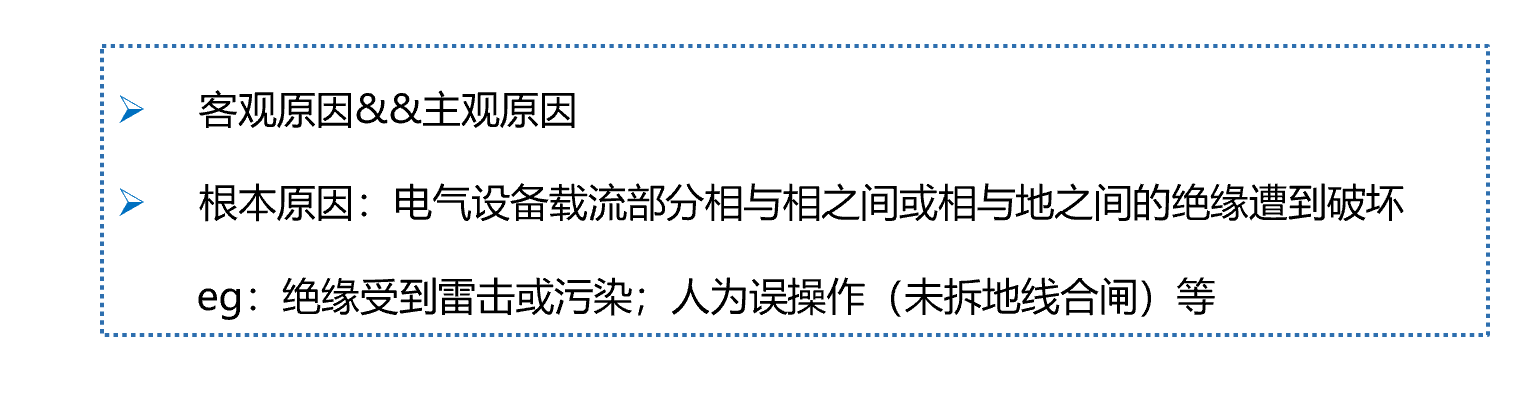 客观原因&&主观原因
根本原因：电气设备载流部分相与相之间或相与地之间的绝缘遭到破坏
eg：绝缘受到雷击或污染；人为误操作（未拆地线合闸）等